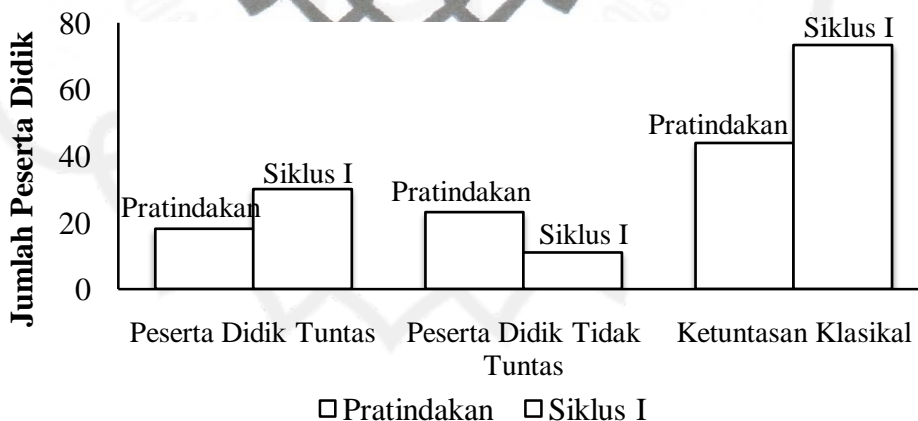 Jumlah Peserta Didik
80
60
40
20
0
Pratindakan
Siklus I
Pratindakan
Siklus I
Pratindakan
Siklus I
Peserta Didik Tuntas
Peserta Didik Tidak
Tuntas
Ketuntasan Klasikal
Pratindakan
Siklus I